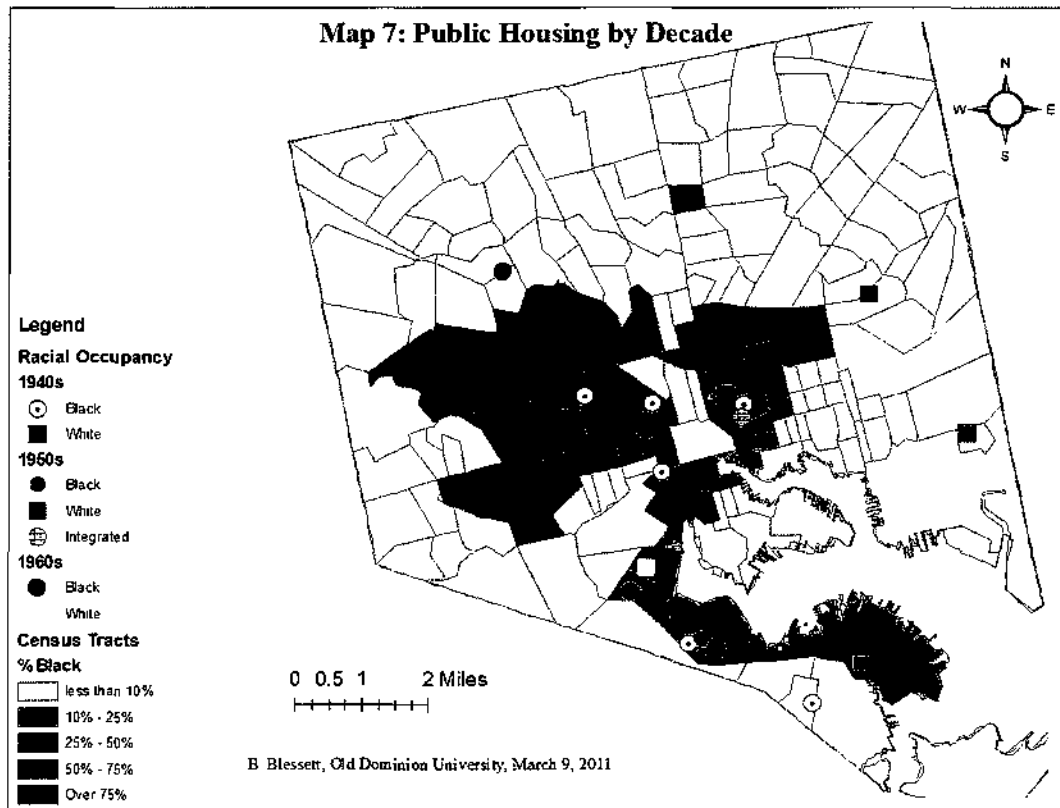 Map 7: Public Housing by Decade
N
W
E
S
Legend
Racial Occupancy
1940s
Black
White
1950s
Black
White
Integrated
1960s
Black
White
Census Tracts
% Black
less than 10%
10% - 25%
25% - 50%
50% - 75%
Over 75%
0 0.5 1 2 Miles
B Blessett, Old Dominion University, March 9, 2011